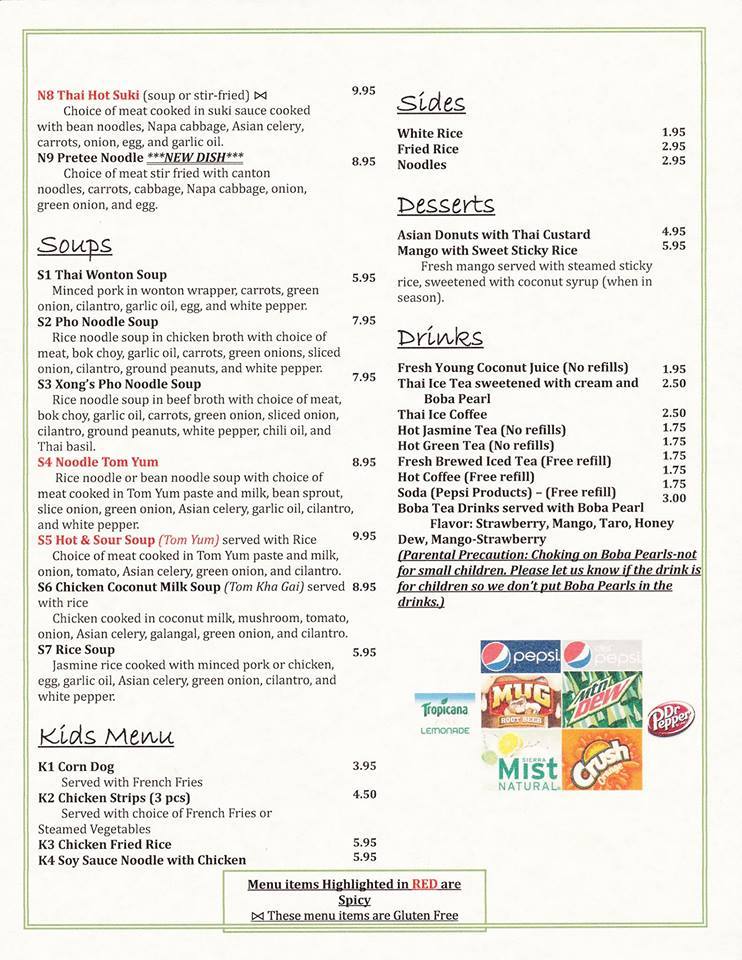 N8 Thai Hot Suki (soup or stir-fried) ⋈ 9.95
Choice of meat cooked in suki sauce cooked
with bean noodles, Napa cabbage, Asian celery,
carrots, onion, egg, and garlic oil.
N9 Pretee Noodle ***NEW DISH*** 8.95
Choice of meat stir fried with canton
noodles, carrots, cabbage, Napa cabbage, onion,
green onion, and egg.
Soups
S1 Thai Wonton Soup 5.95
Minced pork in wonton wrapper, carrots, green
onion, cilantro, garlic oil, egg, and white pepper.
S2 Pho Noodle Soup 7.95
Rice noodle soup in chicken broth with choice of
meat, bok choy, garlic oil, carrots, green onions, sliced
onion, cilantro, ground peanuts, and white pepper.
S3 Xong's Pho Noodle Soup 7.95
Rice noodle soup in beef broth with choice of meat,
bok choy, garlic oil, carrots, green onion, sliced onion,
cilantro, ground peanuts, white pepper, chili oil, and
Thai basil.
S4 Noodle Tom Yum 8.95
Rice noodle or bean noodle soup with choice of
meat cooked in Tom Yum paste and milk, bean sprout,
slice onion, green onion, Asian celery, garlic oil, cilantro,
and white pepper.
S5 Hot & Sour Soup (Tom Yum) served with Rice 9.95
Choice of meat cooked in Tom Yum paste and milk,
onion, tomato, Asian celery, green onion, and cilantro.
S6 Chicken Coconut Milk Soup (Tom Kha Gai) served 8.95
with rice
Chicken cooked in coconut milk, mushroom, tomato,
onion, Asian celery, galangal, green onion, and cilantro.
S7 Rice Soup 5.95
Jasmine rice cooked with minced pork or chicken,
egg, garlic oil, Asian celery, green onion, cilantro, and
white pepper.
Kids Menu
K1 Corn Dog 3.95
Served with French Fries
K2 Chicken Strips (3 pcs) 4.50
Served with choice of French Fries or
Steamed Vegetables
K3 Chicken Fried Rice 5.95
K4 Soy Sauce Noodle with Chicken 5.95
Sides
White Rice 1.95
Fried Rice 2.95
Noodles 2.95
Desserts
Asian Donuts with Thai Custard 4.95
Mango with Sweet Sticky Rice 5.95
Fresh mango served with steamed sticky
rice, sweetened with coconut syrup (when in
season).
Drinks
Fresh Young Coconut Juice (No refills) 1.95
Thai Ice Tea sweetened with cream and 2.50
Boba Pearl
Thai Ice Coffee 2.50
Hot Jasmine Tea (No refills) 1.75
Hot Green Tea (No refills) 1.75
Fresh Brewed Iced Tea (Free refill) 1.75
Hot Coffee (Free refill) 1.75
Soda (Pepsi Products) – (Free refill) 1.75
Boba Tea Drinks served with Boba Pearl 3.00
Flavor: Strawberry, Mango, Taro, Honey
Dew, Mango-Strawberry
(Parental Precaution: Choking on Boba Pearls-not
for small children. Please let us know if the drink is
for children so we don't put Boba Pearls in the
drinks.)
pepsi
diet pepsi
Tropicana
LEMONADE
MUG
ROOT BEER
Mtn DEW
Dr Pepper
SIERRA
Mist
NATURAL
Crush
Menu items Highlighted in RED are
Spicy
⋈ These menu items are Gluten Free